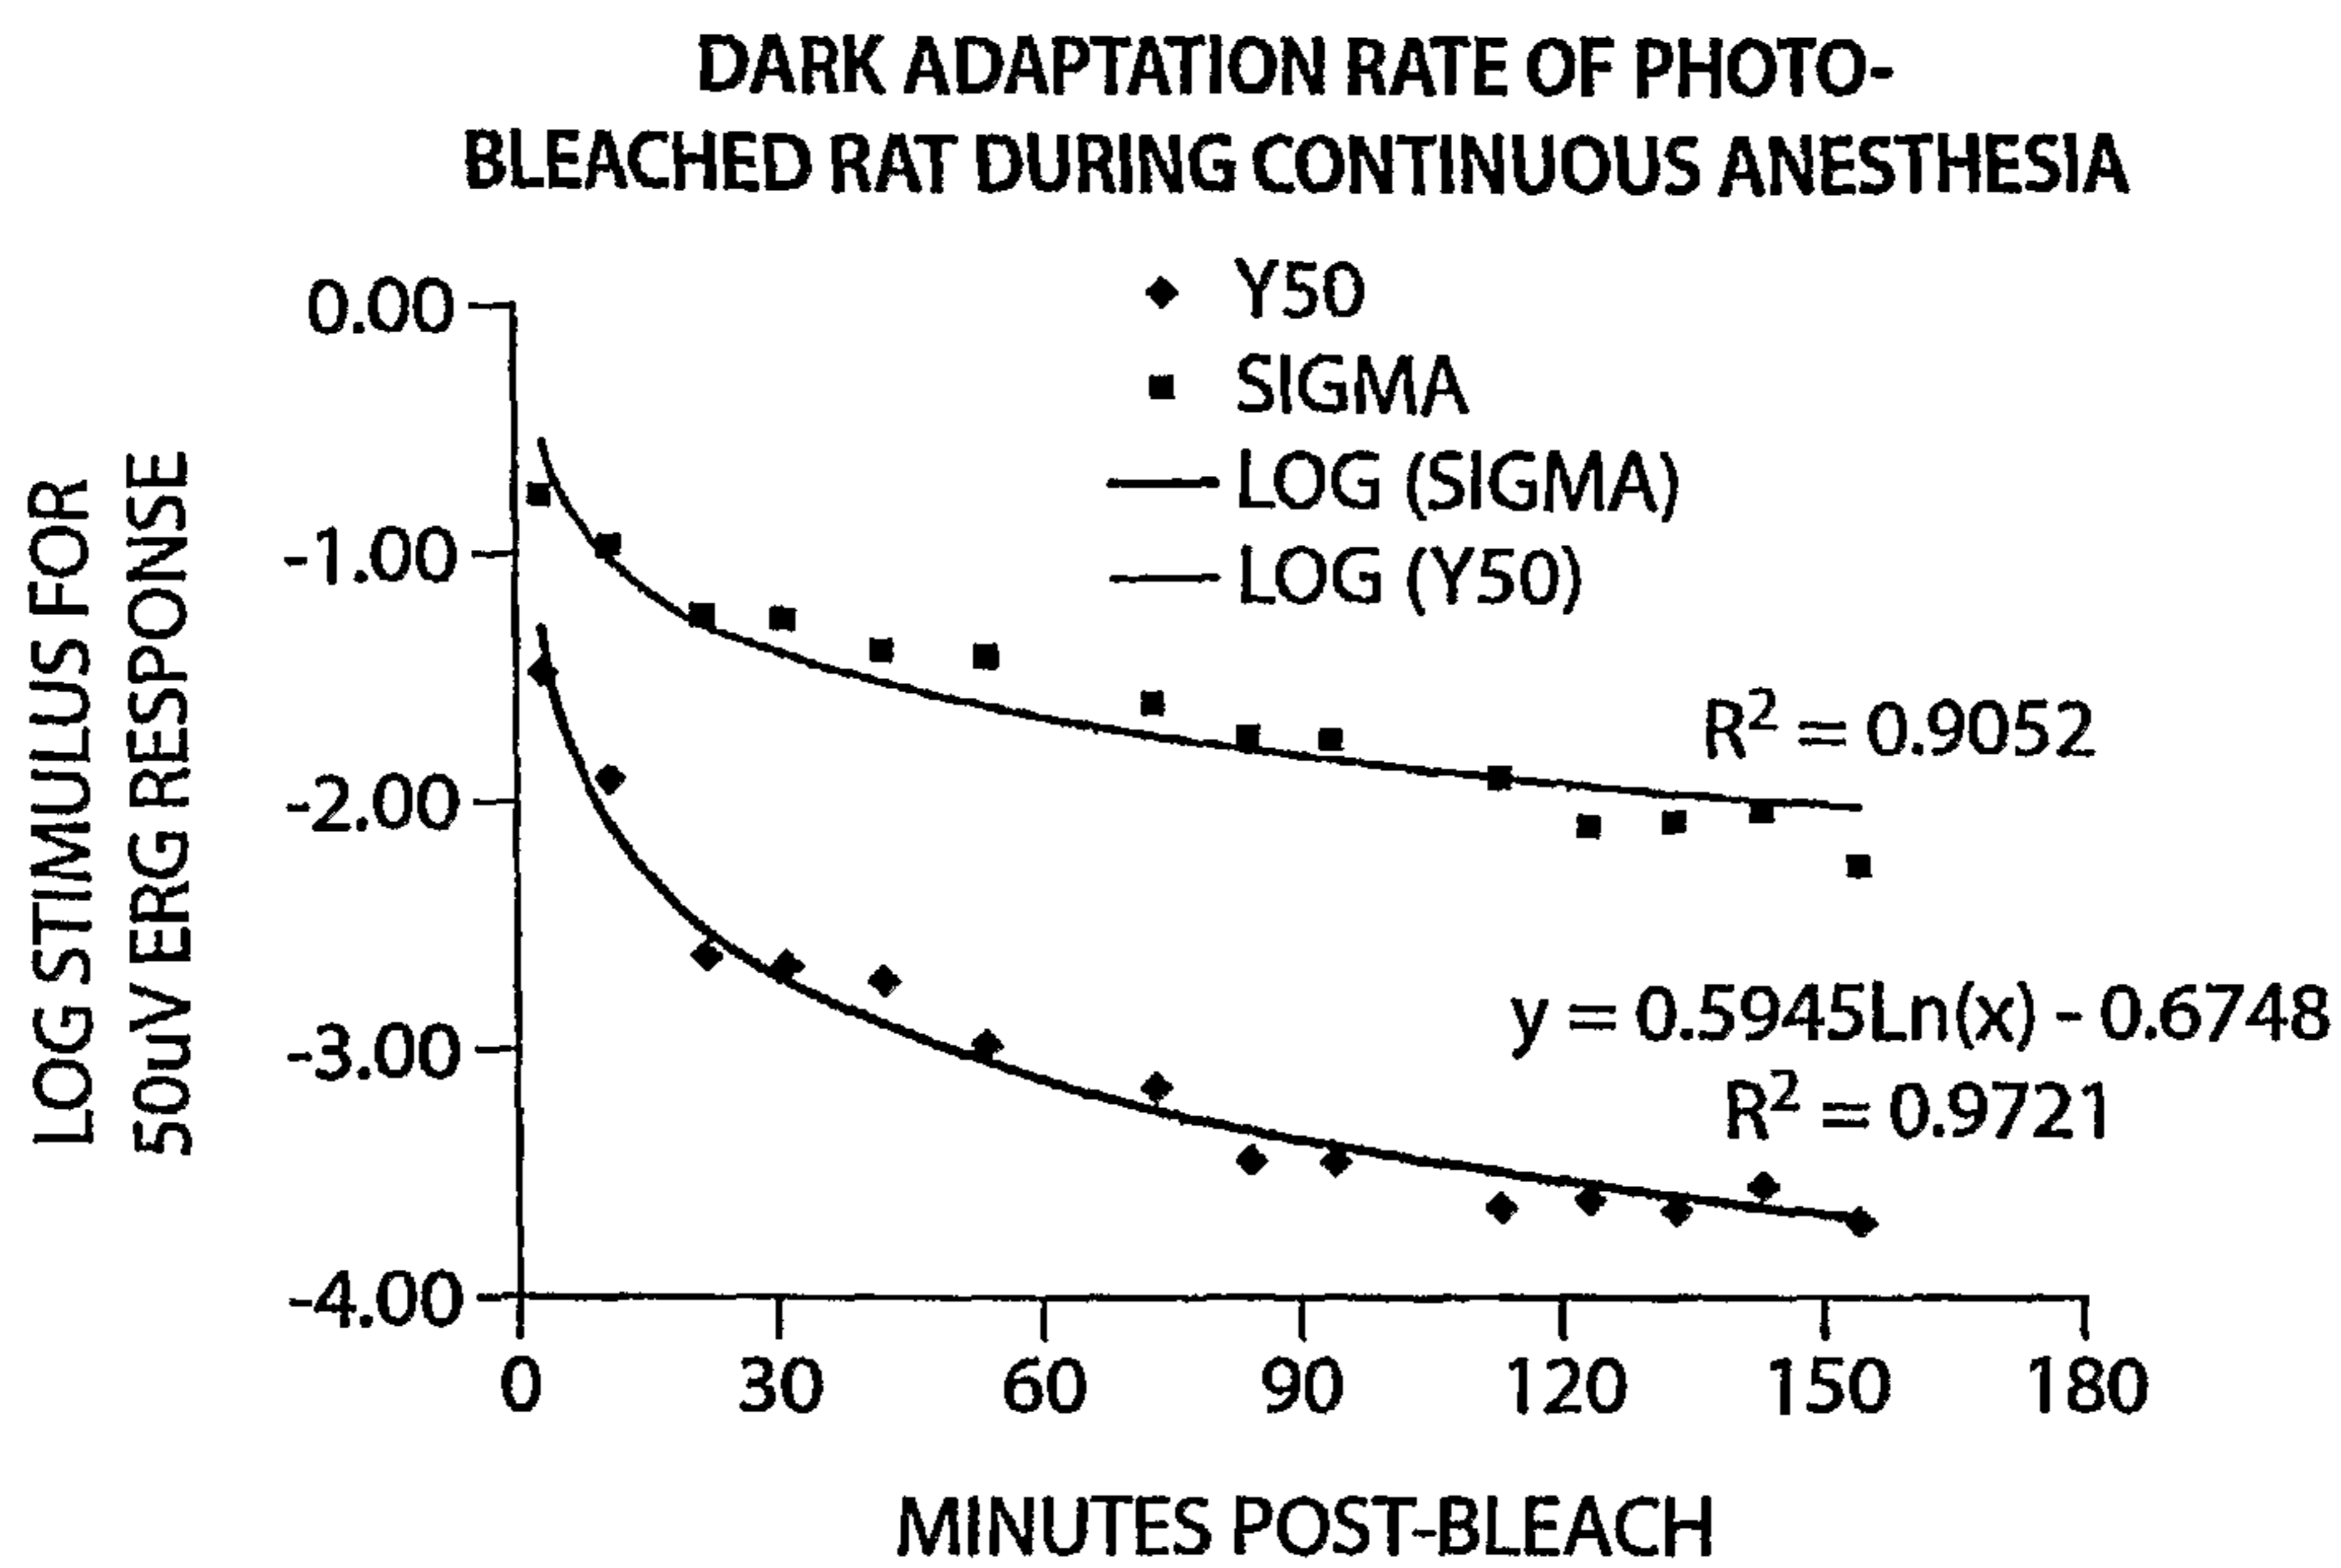 DARK ADAPTATION RATE OF PHOTO-
BLEACHED RAT DURING CONTINUOUS ANESTHESIA
Y50
SIGMA
LOG (SIGMA)
LOG (Y50)
LOG STIMULUS FOR
50uV ERG RESPONSE
0.00
-1.00
-2.00
-3.00
-4.00
R² = 0.9052
y = 0.5945Ln(x) - 0.6748
R² = 0.9721
0 30 60 90 120 150 180
MINUTES POST-BLEACH